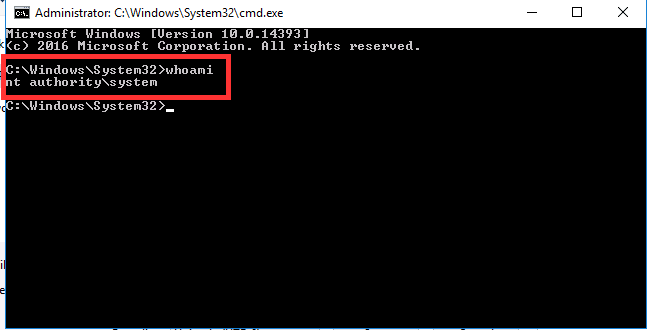 Administrator: C:\Windows\System32\cmd.exe
Microsoft Windows [Version 10.0.14393]
(c) 2016 Microsoft Corporation. All rights reserved.
C:\Windows\System32>whoami
nt authority\system
C:\Windows\System32>